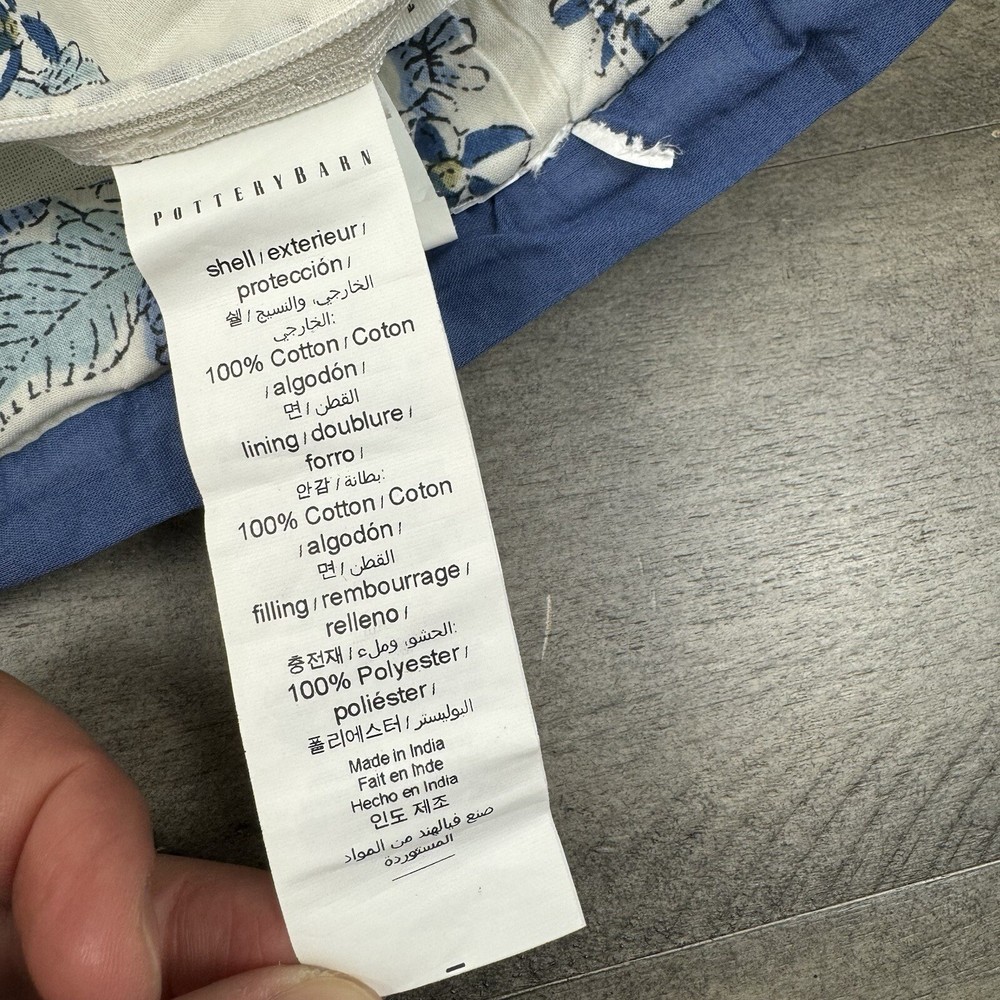 POTTERYBARN
shell / exterieur /
protección /
쉘 / الخارجي، والنسيج
الخارجي:
100% Cotton / Coton
/ algodón /
면 / القطن
lining / doublure /
forro /
안감 / بطانة:
100% Cotton / Coton
/ algodón /
면 / القطن
filling / rembourrage /
relleno /
충전재 / الحشو، وملء:
100% Polyester /
poliéster /
폴리에스터 / البوليستر
Made in India
Fait en Inde
Hecho en India
인도 제조
صنع فيالهند من المواد
المستوردة